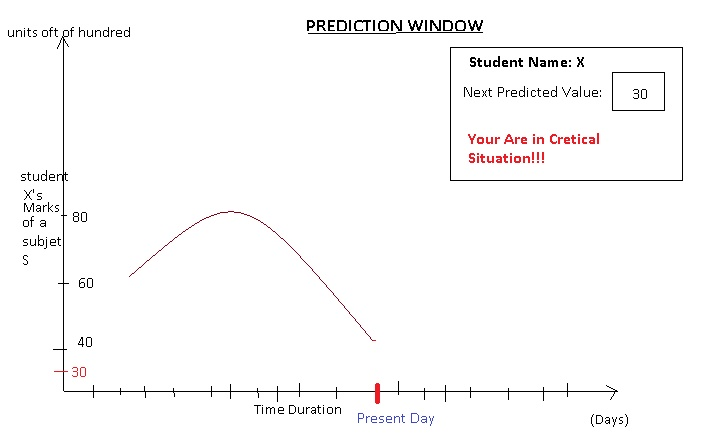 PREDICTION WINDOW
units oft of hundred
Student Name: X
Next Predicted Value: 30
Your Are in Cretical
Situation!!!
student
X's
Marks
of a
subjet
S
80
60
40
30
Time Duration
Present Day
(Days)